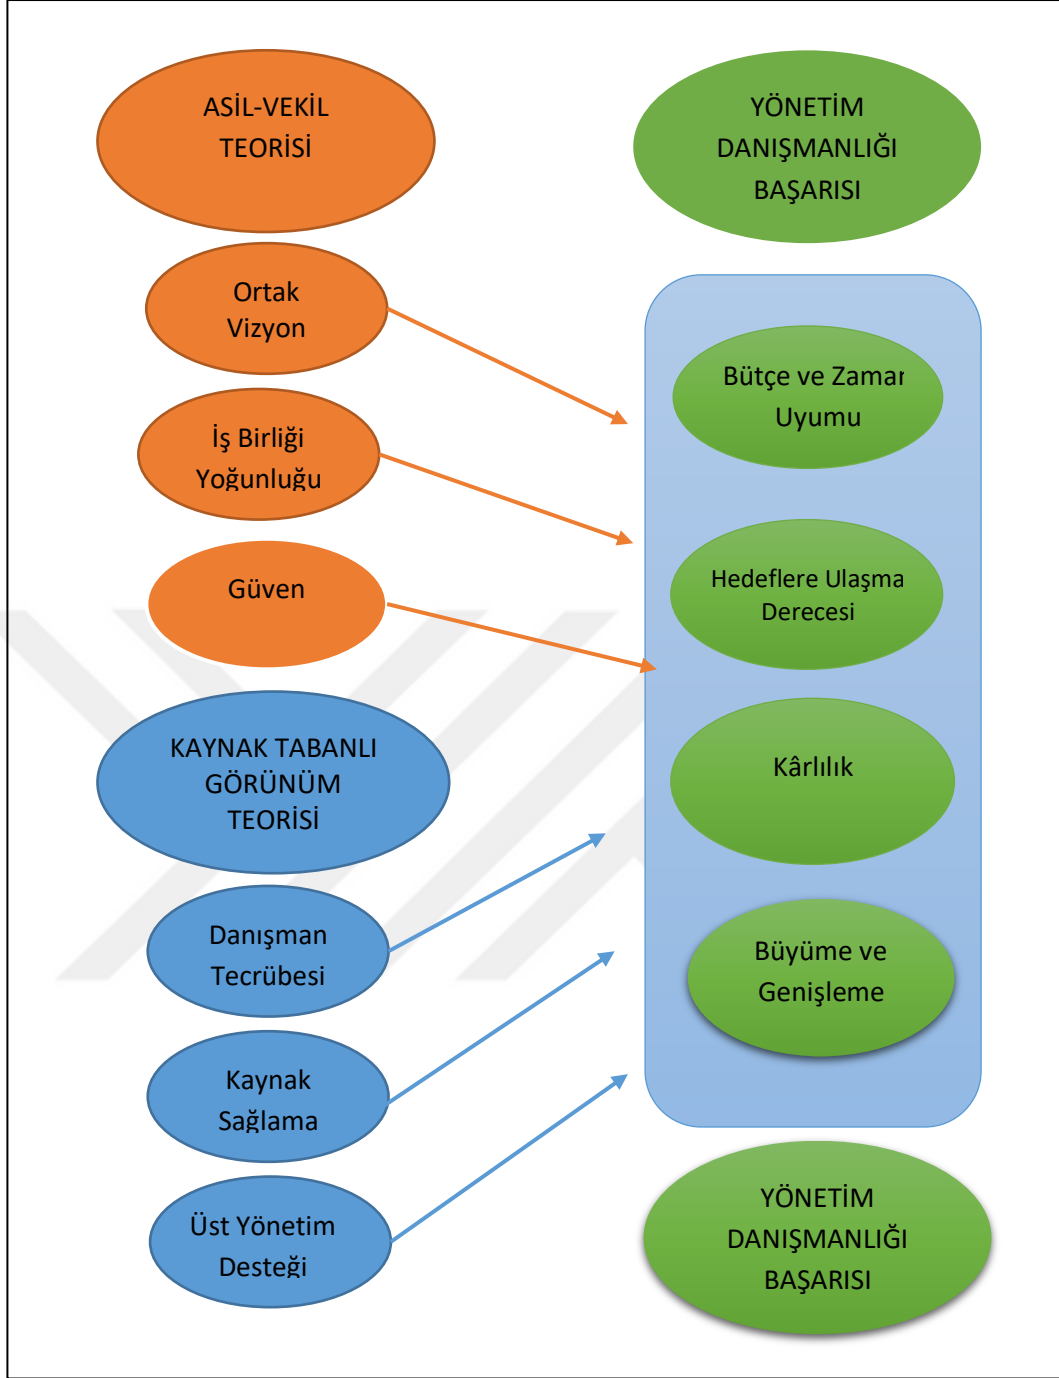 ASİL-VEKİL
TEORİSİ
Ortak
Vizyon
İş Birliği
Yoğunluğu
Güven
KAYNAK TABANLI
GÖRÜNÜM
TEORİSİ
Danışman
Tecrübesi
Kaynak
Sağlama
Üst Yönetim
Desteği
YÖNETİM
DANIŞMANLIĞI
BAŞARISI
Bütçe ve Zaman
Uyumu
Hedeflere Ulaşma
Derecesi
Kârlılık
Büyüme ve
Genişleme
YÖNETİM
DANIŞMANLIĞI
BAŞARISI